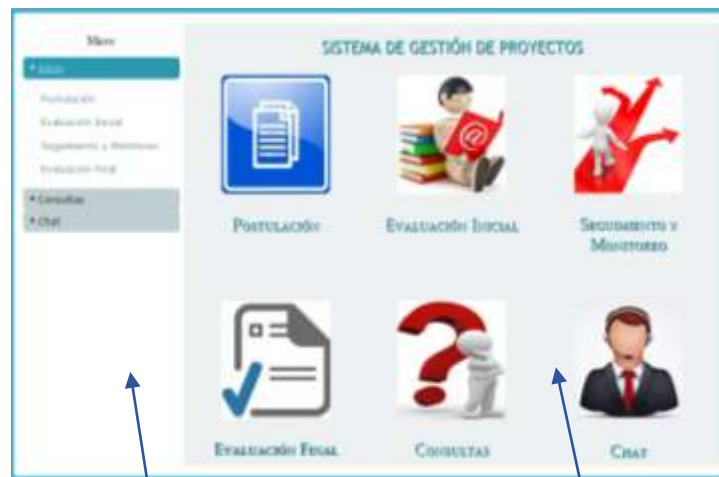 Menu
Inicio
Postulación
Evaluación Inicial
Seguimiento y Monitoreo
Evaluación Final
Consultas
Chat
SISTEMA DE GESTIÓN DE PROYECTOS
Postulación
Evaluación Inicial
Seguimiento y
Monitoreo
@
Evaluación Final
Consultas
Chat